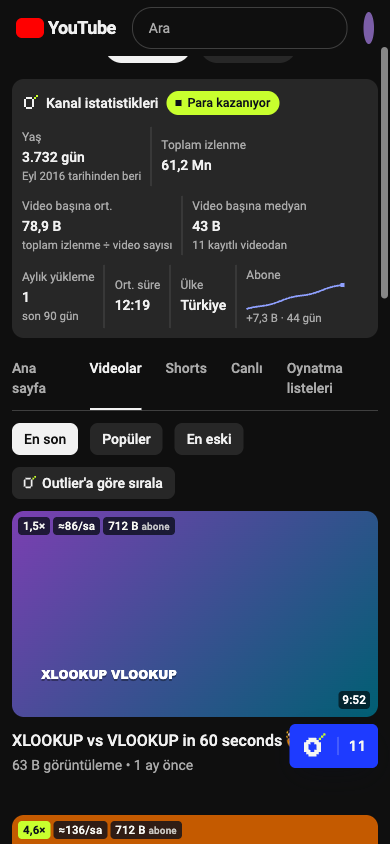 YouTube
Ara
Kanal istatistikleri
Para kazanıyor
Yaş
3.732 gün
Eyl 2016 tarihinden beri
Toplam izlenme
61,2 Mn
Video başına ort.
78,9 B
toplam izlenme ÷ video sayısı
Video başına medyan
43 B
11 kayıtlı videodan
Aylık yükleme
1
son 90 gün
Ort. süre
12:19
Ülke
Türkiye
Abone
+7,3 B · 44 gün
Ana sayfa
Videolar
Shorts
Canlı
Oynatma listeleri
En son
Popüler
En eski
Outlier'a göre sırala
1,5×
≈86/sa
712 B abone
XLOOKUP VLOOKUP
9:52
XLOOKUP vs VLOOKUP in 60 seconds
11
63 B görüntüleme • 1 ay önce
4,6×
≈136/sa
712 B abone